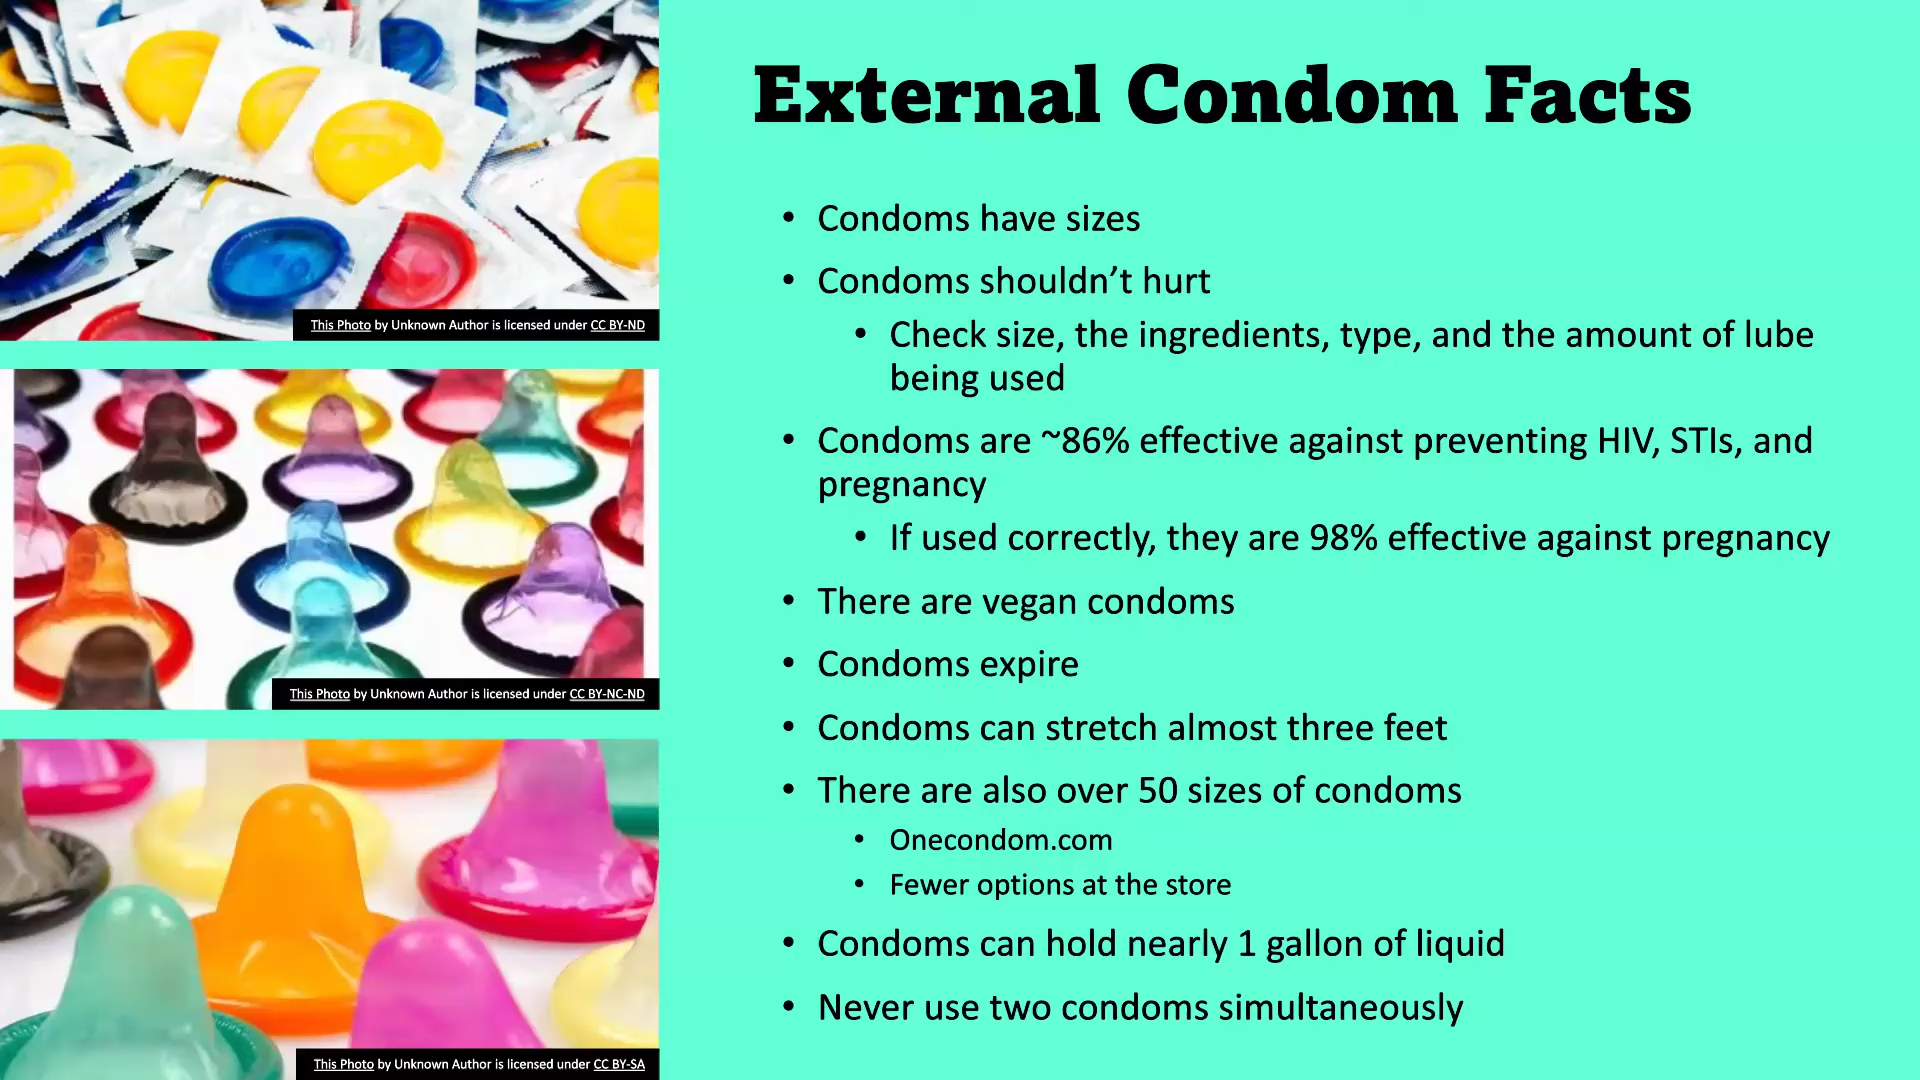 External Condom Facts
• Condoms have sizes
• Condoms shouldn’t hurt
• Check size, the ingredients, type, and the amount of lube
being used
• Condoms are ~86% effective against preventing HIV, STIs, and
pregnancy
• If used correctly, they are 98% effective against pregnancy
• There are vegan condoms
• Condoms expire
• Condoms can stretch almost three feet
• There are also over 50 sizes of condoms
• Onecondom.com
• Fewer options at the store
• Condoms can hold nearly 1 gallon of liquid
• Never use two condoms simultaneously
This Photo by Unknown Author is licensed under CC BY-ND
This Photo by Unknown Author is licensed under CC BY-NC-ND
This Photo by Unknown Author is licensed under CC BY-SA